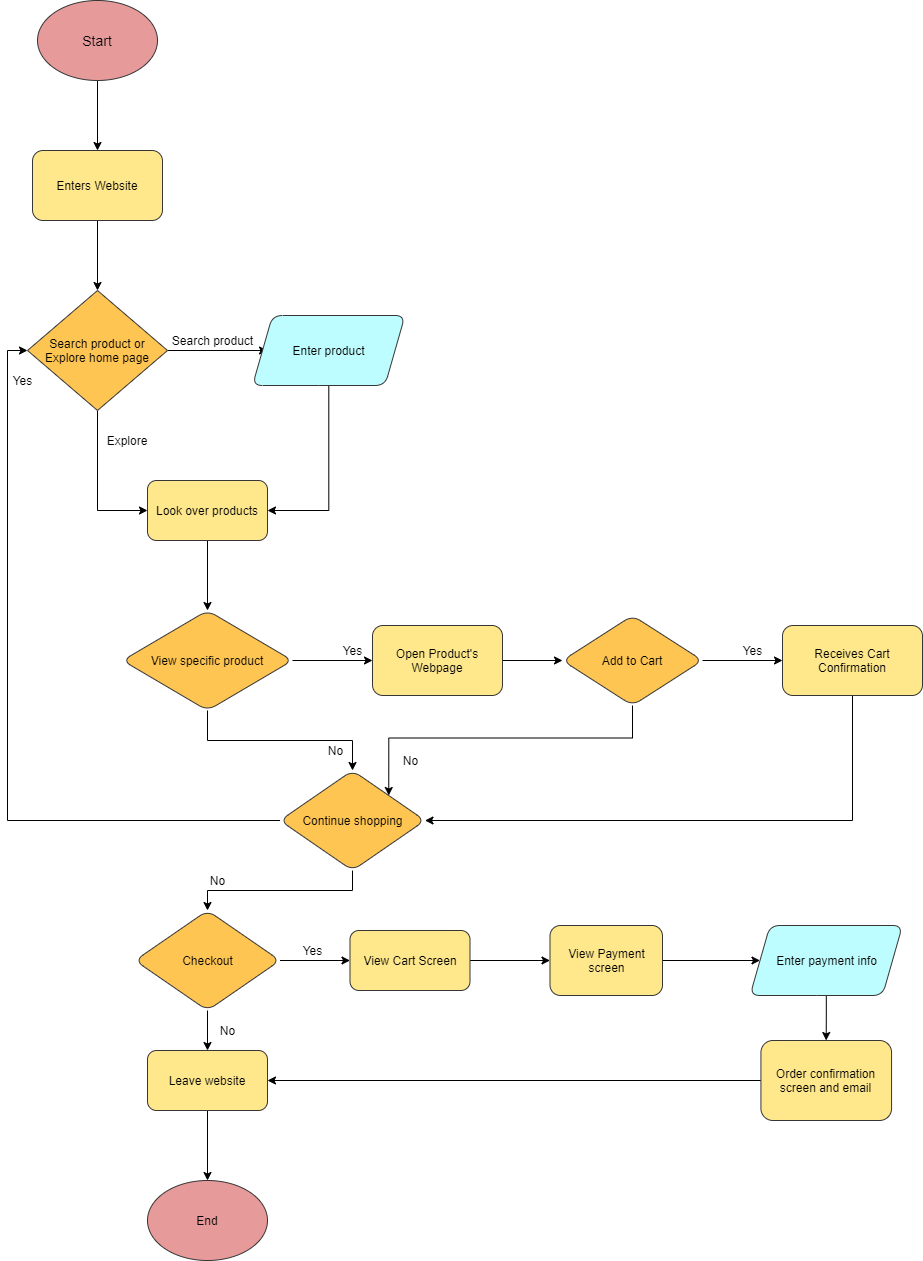 Start
Enters Website
Search product or
Explore home page
Search product
Enter product
Yes
Explore
Look over products
View specific product
Yes
Open Product's
Webpage
Add to Cart
Yes
Receives Cart
Confirmation
No
No
Continue shopping
No
Checkout
Yes
View Cart Screen
View Payment
screen
Enter payment info
No
Leave website
Order confirmation
screen and email
End